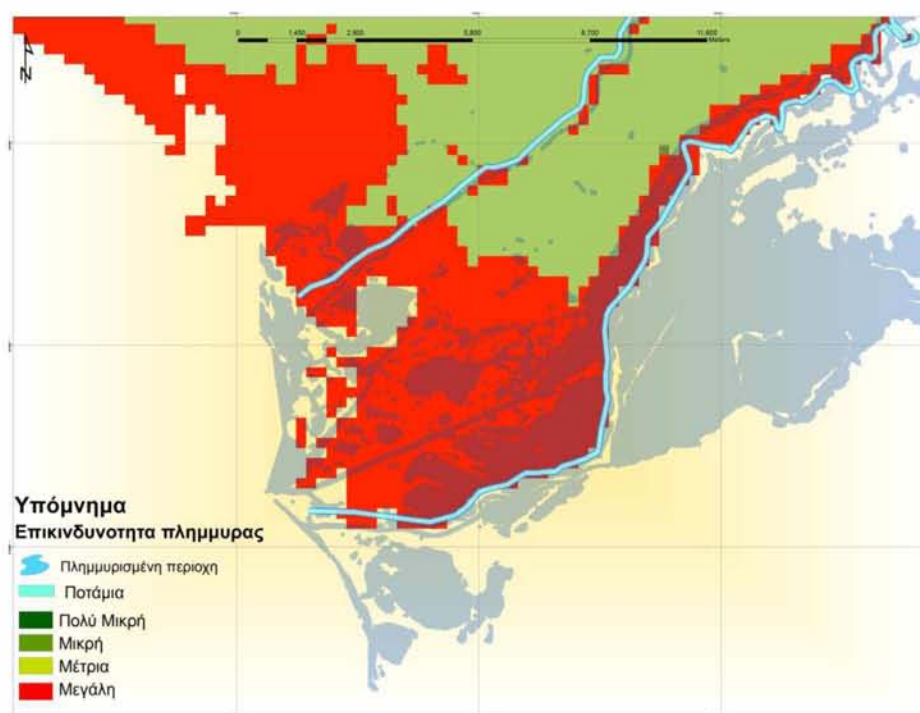 0 1,450 2,900 5,800 8,700 11,600
Meters
Υπόμνημα
Επικινδυνοτητα πλημμυρας
Πλημμυρισμένη περιοχη
Ποτάμια
Πολύ Μικρή
Μικρή
Μέτρια
Μεγάλη